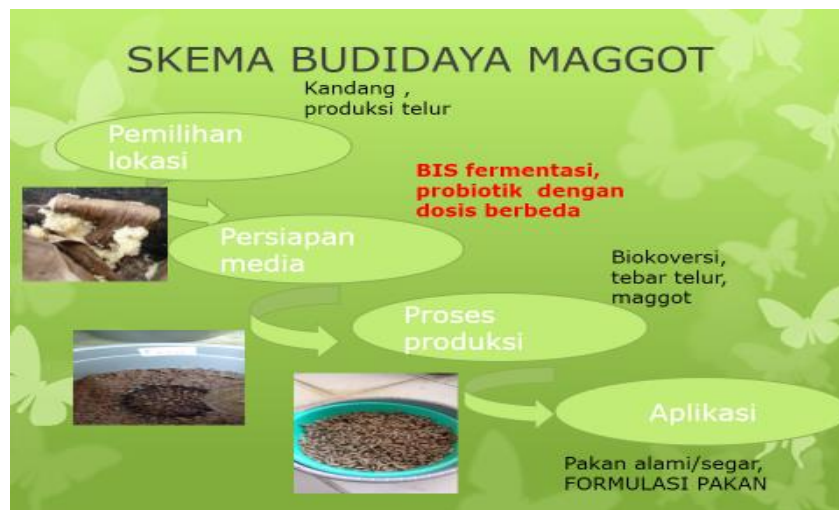 SKEMA BUDIDAYA MAGGOT
Kandang ,
produksi telur
Pemilihan
lokasi
BIS fermentasi,
probiotik dengan
dosis berbeda
Persiapan
media
Biokoversi,
tebar telur,
maggot
Proses
produksi
Aplikasi
Pakan alami/segar,
FORMULASI PAKAN